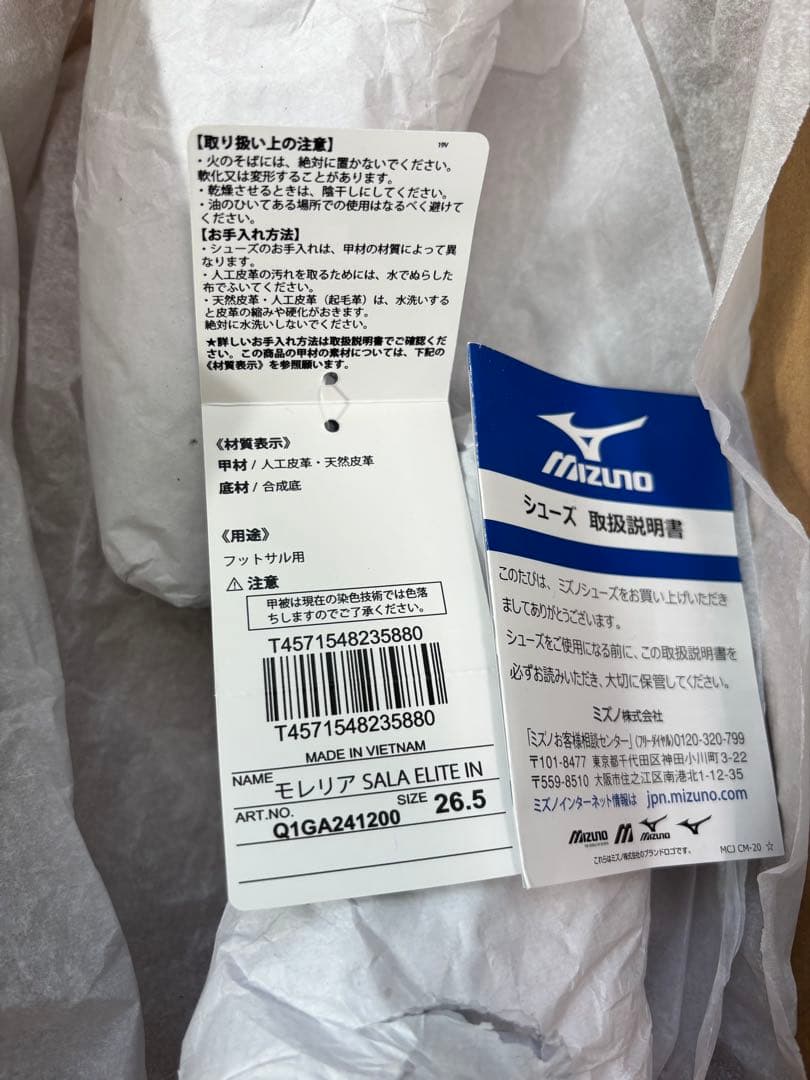 【取り扱い上の注意】
19V
・火のそばには、絶対に置かないでください。
軟化又は変形することがあります。
・乾燥させるときは、陰干しにしてください。
・油のひいてある場所での使用はなるべく避けて
ください。
【お手入れ方法】
・シューズのお手入れは、甲材の材質によって異
なります。
・人工皮革の汚れを取るためには、水でぬらした
布でふいてください。
・天然皮革・人工皮革（起毛革）は、水洗いする
と皮革の縮みや硬化がおきます。
絶対に水洗いしないでください。
★詳しいお手入れ方法は取扱説明書でご確認くだ
さい。この商品の甲材の素材については、下記の
《材質表示》を参照願います。
《材質表示》
甲材 / 人工皮革・天然皮革
底材 / 合成底
《用途》
フットサル用
⚠ 注意
甲被は現在の染色技術では色落
ちしますのでご了承ください。
T4571548235880
T4571548235880
MADE IN VIETNAM
NAME モレリア SALA ELITE IN
ART.NO. Q1GA241200 SIZE 26.5
MIZUNO
シューズ 取扱説明書
このたびは、ミズノシューズをお買い上げいただき
ましてありがとうございます。
シューズをご使用になる前に、この取扱説明書を
必ずお読みいただき、大切に保管してください。
ミズノ株式会社
「ミズノお客様相談センター」(フリーダイヤル)0120-320-799
〒101-8477 東京都千代田区神田小川町3-22
〒559-8510 大阪市住之江区南港北1-12-35
ミズノインターネット情報は jpn.mizuno.com
MIZUNO MIZUNO
これらはミズノ株式会社のブランドロゴです。
MCJ CM-20 ☆